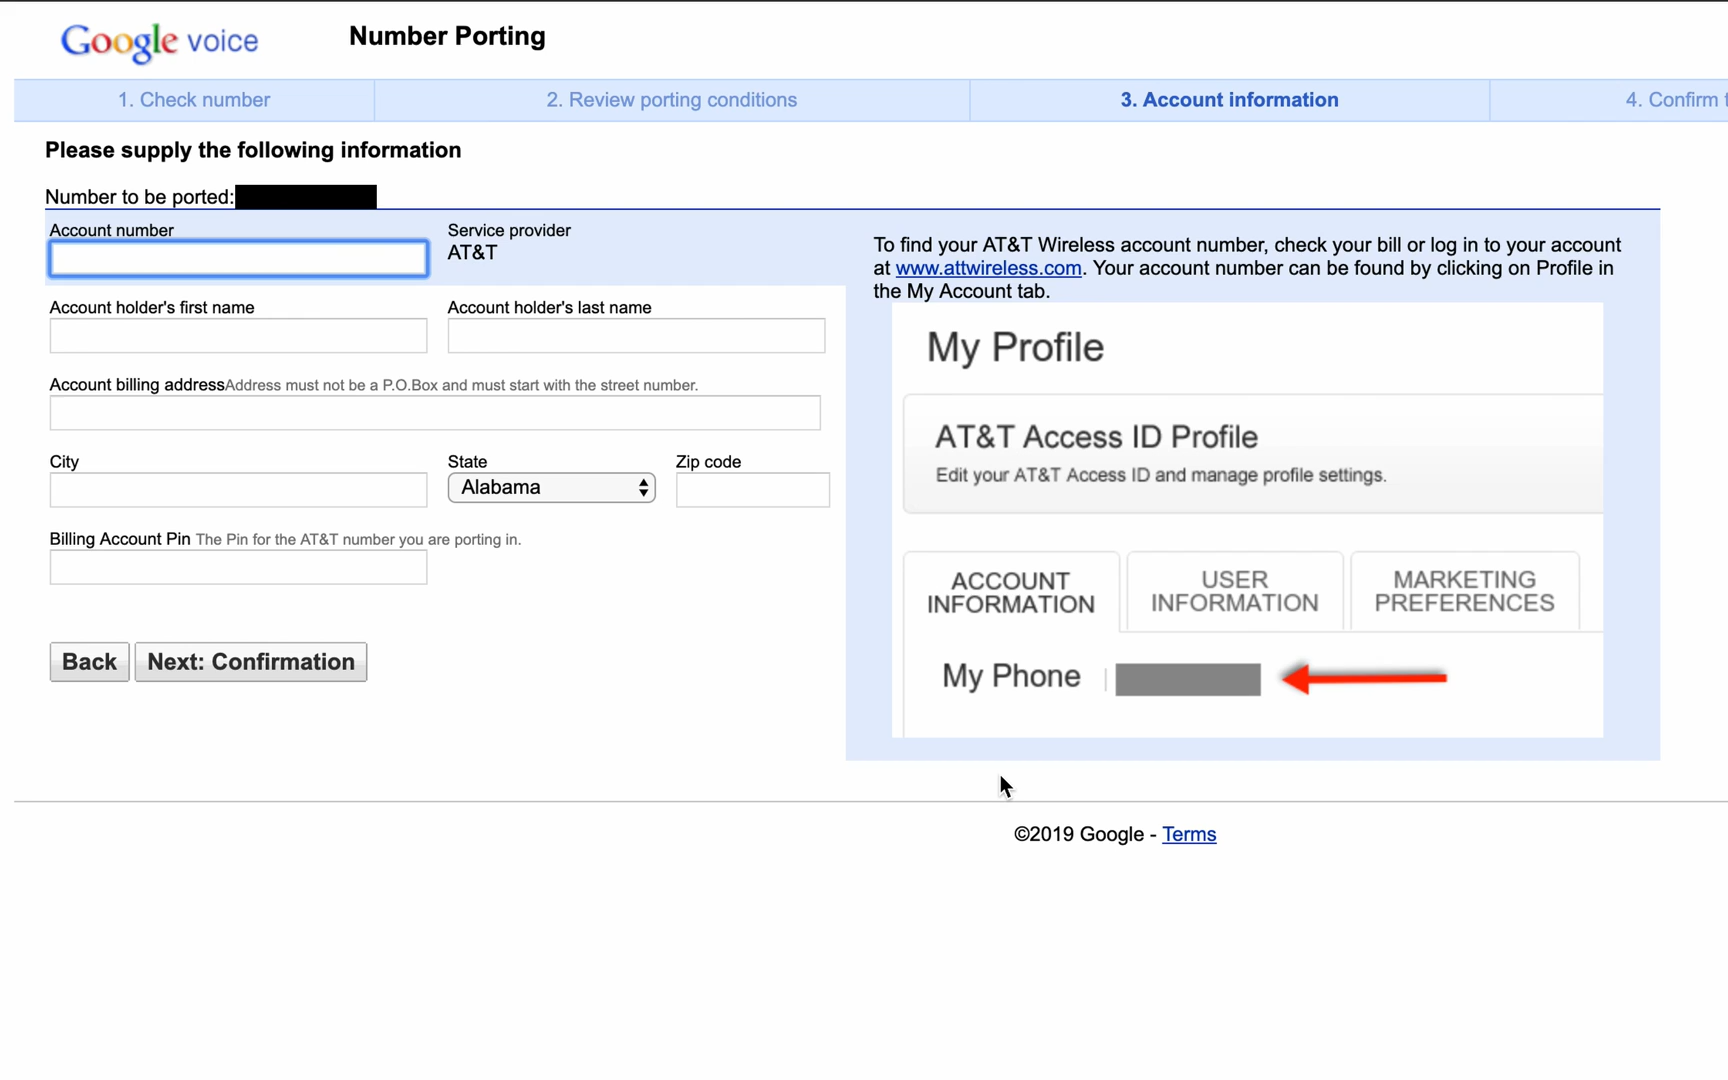 Google voice
Number Porting
1. Check number
2. Review porting conditions
3. Account information
4. Confirm t
Please supply the following information
Number to be ported:
Account number
Service provider
AT&T
Account holder's first name
Account holder's last name
Account billing addressAddress must not be a P.O.Box and must start with the street number.
City
State
Zip code
Alabama
Billing Account Pin The Pin for the AT&T number you are porting in.
Back
Next: Confirmation
To find your AT&T Wireless account number, check your bill or log in to your account
at www.attwireless.com. Your account number can be found by clicking on Profile in
the My Account tab.
My Profile
AT&T Access ID Profile
Edit your AT&T Access ID and manage profile settings.
ACCOUNT
INFORMATION
USER
INFORMATION
MARKETING
PREFERENCES
My Phone
©2019 Google - Terms